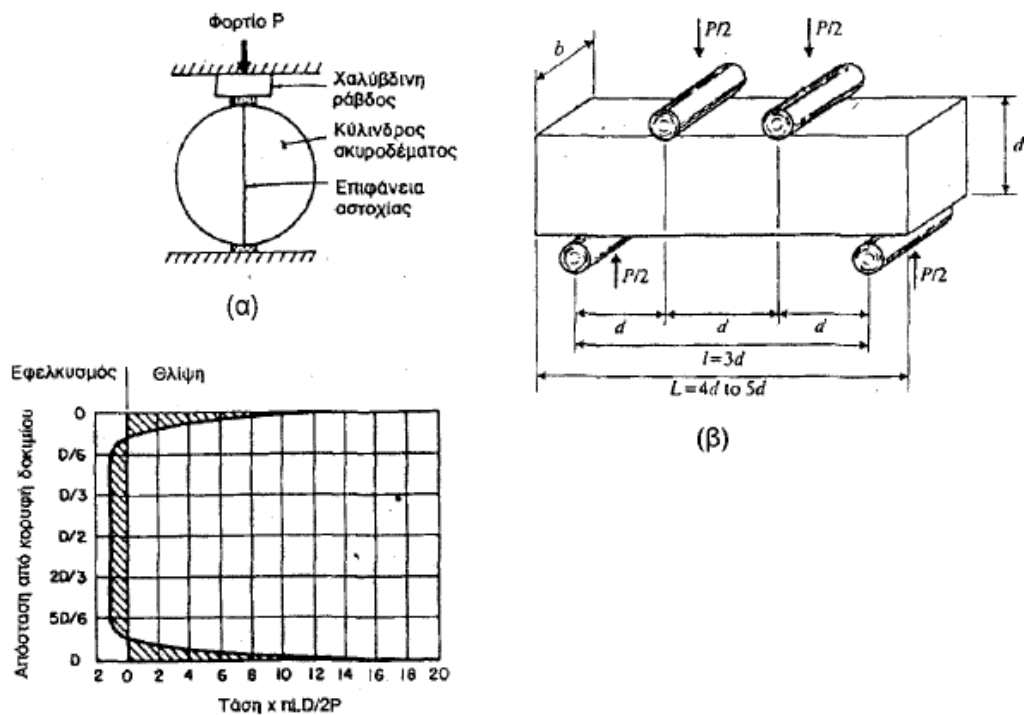 Φορτίο P
Χαλύβδινη
ράβδος
Κύλινδρος
σκυροδέματος
Επιφάνεια
αστοχίας
(α)
P/2
P/2
b
d
P/2
P/2
d
d
d
l=3d
L=4d to 5d
(β)
Εφελκυσμός
Θλίψη
Απόσταση από κορυφή δοκιμίου
0
D/6
D/3
D/2
2D/3
5D/6
D
2 0 2 4 6 8 10 12 14 16 18 20
Τάση x πLD/2P